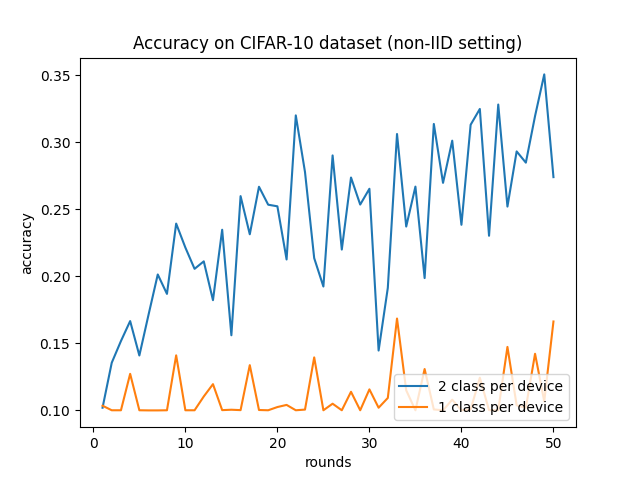 Accuracy on CIFAR-10 dataset (non-IID setting)
0.35
0.30
0.25
0.20
0.15
0.10
accuracy
0
10
20
30
40
50
rounds
2 class per device
1 class per device